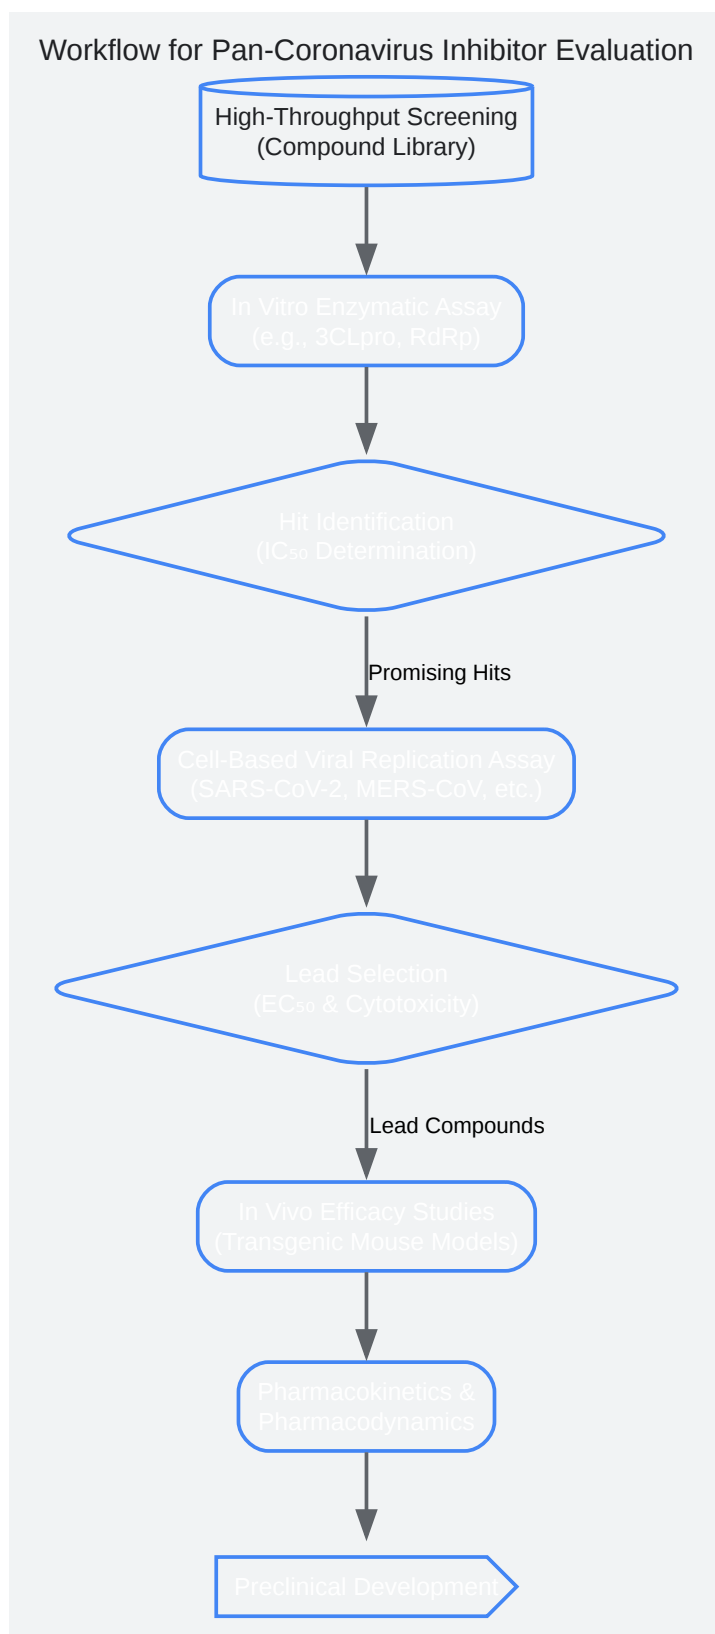 Workflow for Pan-Coronavirus Inhibitor Evaluation
High-Throughput Screening
(Compound Library)
In Vitro Enzymatic Assay
(e.g., 3CLpro, RdRp)
Hit Identification
(IC₅₀ Determination)
Promising Hits
Cell-Based Viral Replication Assay
(SARS-CoV-2, MERS-CoV, etc.)
Lead Selection
(EC₅₀ & Cytotoxicity)
Lead Compounds
In Vivo Efficacy Studies
(Transgenic Mouse Models)
Pharmacokinetics &
Pharmacodynamics
Preclinical Development